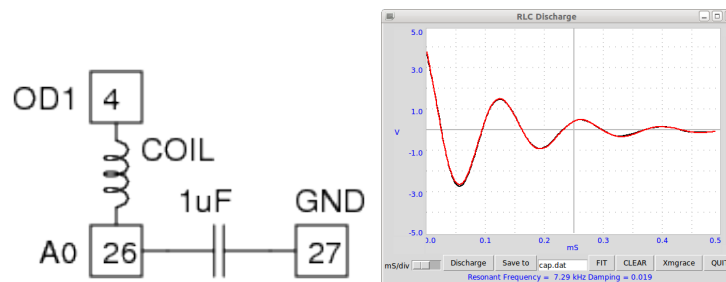 OD1 4
COIL
1uF GND
A0 26 27
RLC Discharge
5.0
3.0
1.0
V
-1.0
-3.0
-5.0
0.0 0.1 0.2 0.3 0.4 0.5
mS
mS/div Discharge Save to cap.dat FIT CLEAR Xmgrace QUIT
Resonant Frequency = 7.29 kHz Damping = 0.019